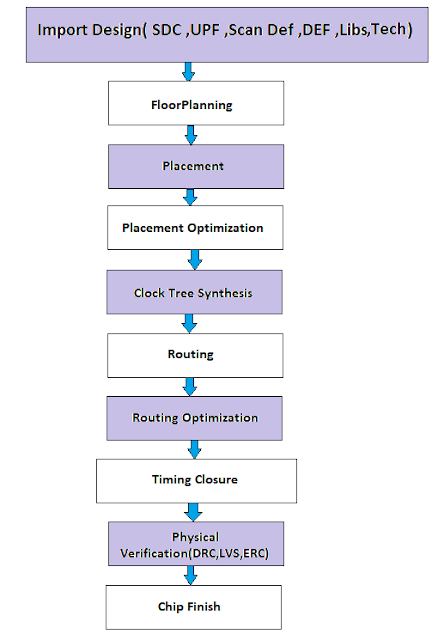 Import Design( SDC ,UPF ,Scan Def ,DEF ,Libs,Tech)
FloorPlanning
Placement
Placement Optimization
Clock Tree Synthesis
Routing
Routing Optimization
Timing Closure
Physical
Verification(DRC,LVS,ERC)
Chip Finish